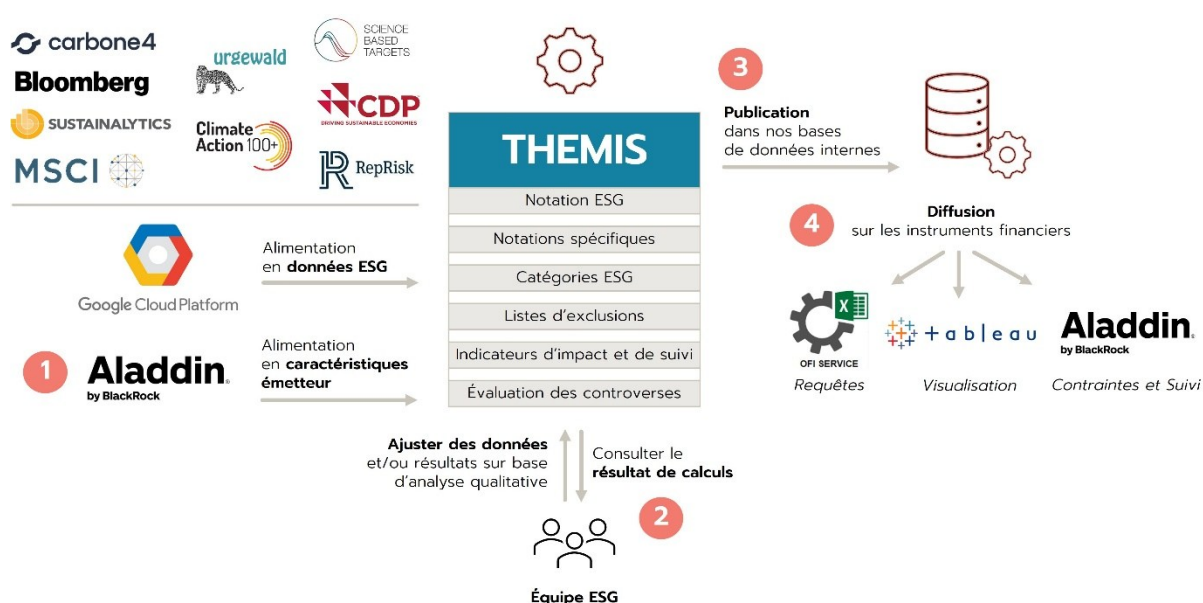 carbone4
Bloomberg
SUSTAINALYTICS
MSCI
urgewald
Climate
Action 100+
SCIENCE
BASED
TARGETS
CDP
DRIVING SUSTAINABLE ECONOMIES
RepRisk
Google Cloud Platform
Alimentation
en données ESG
1
Aladdin.
by BlackRock
Alimentation
en caractéristiques
émetteur
THEMIS
Notation ESG
Notations spécifiques
Catégories ESG
Listes d'exclusions
Indicateurs d'impact et de suivi
Évaluation des controverses
Ajuster des données
et/ou résultats sur base
d'analyse qualitative
Consulter le
résultat de calculs
2
Équipe ESG
3
Publication
dans nos bases
de données internes
4
Diffusion
sur les instruments financiers
X
OFI SERVICE
Requêtes
+ableau
Visualisation
Aladdin.
by BlackRock
Contraintes et Suivi